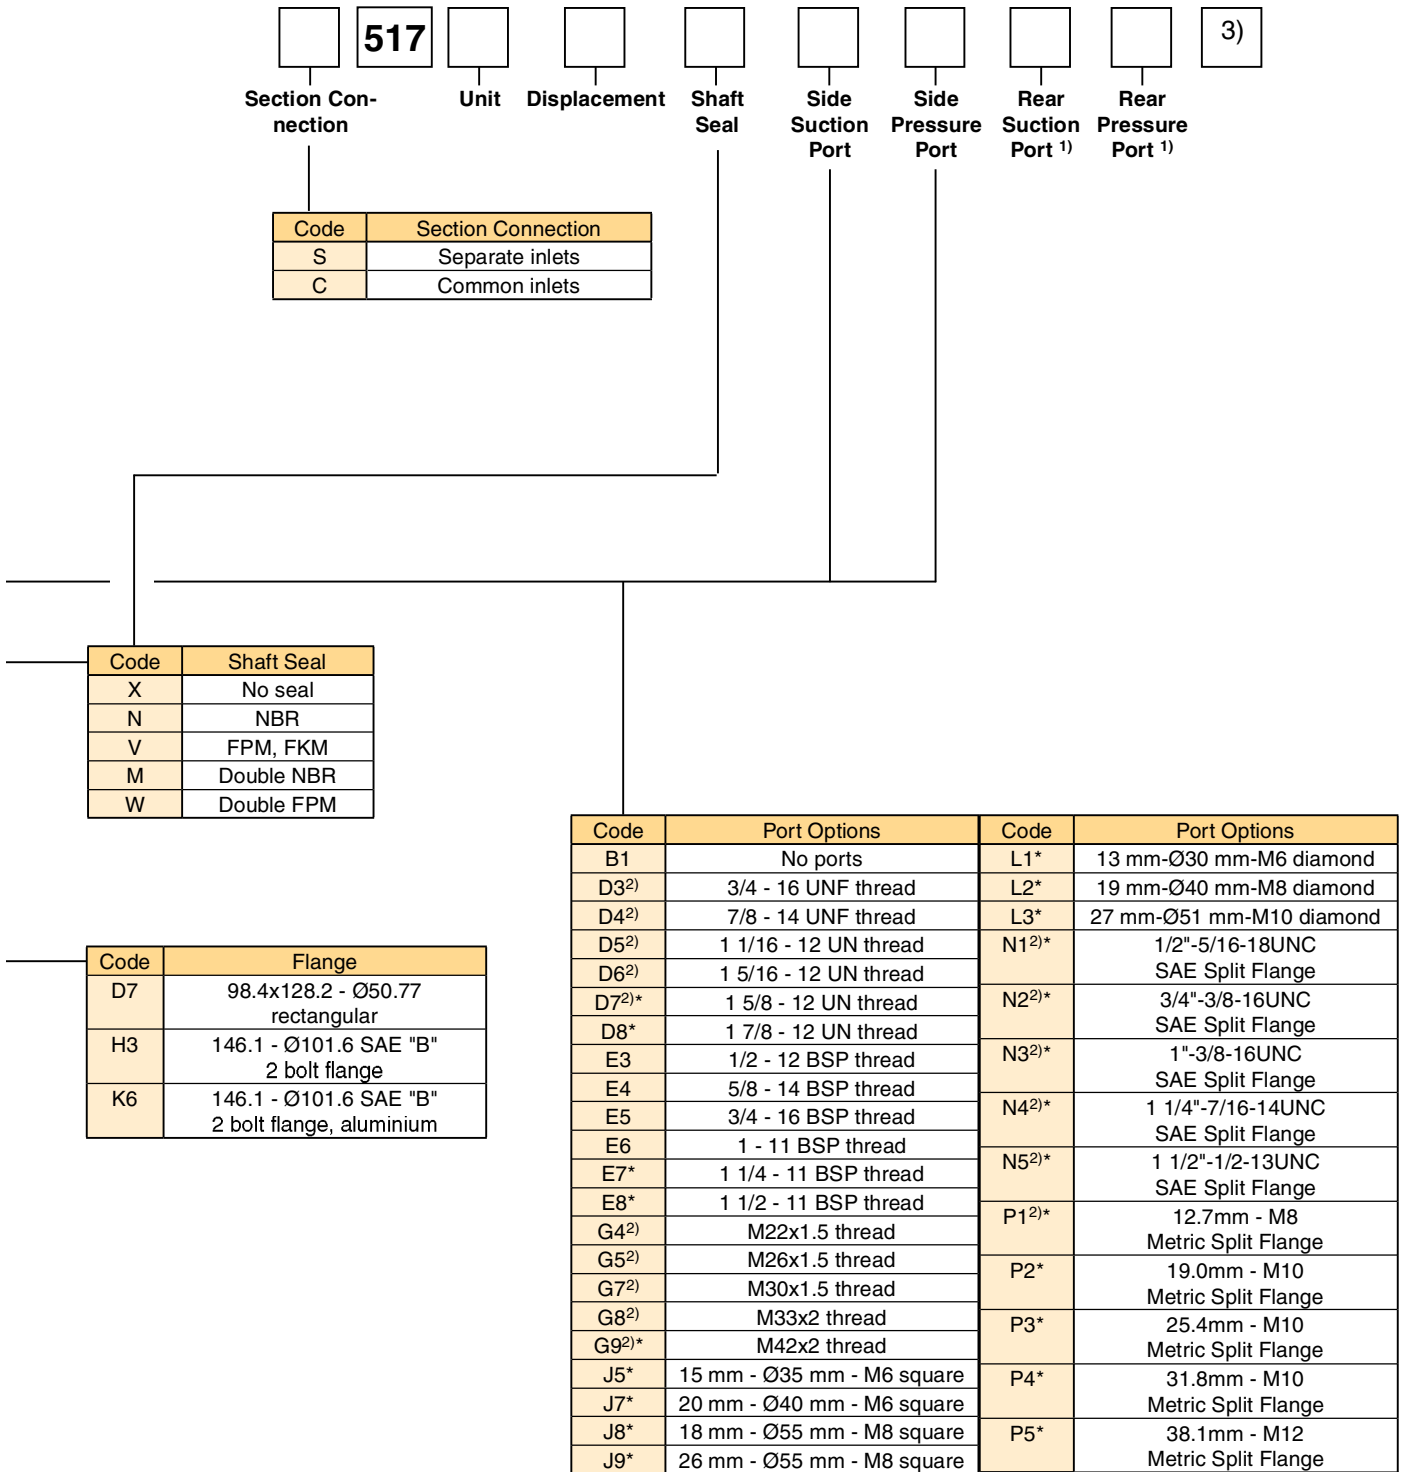 517
3)
Section Con-
nection
Unit
Displacement
Shaft
Seal
Side
Suction
Port
Side
Pressure
Port
Rear
Suction
Port 1)
Rear
Pressure
Port 1)
Code Section Connection
S Separate inlets
C Common inlets
Code Shaft Seal
X No seal
N NBR
V FPM, FKM
M Double NBR
W Double FPM
Code Flange
D7 98.4x128.2 - Ø50.77
rectangular
H3 146.1 - Ø101.6 SAE "B"
2 bolt flange
K6 146.1 - Ø101.6 SAE "B"
2 bolt flange, aluminium
Code Port Options
B1 No ports
D32) 3/4 - 16 UNF thread
D42) 7/8 - 14 UNF thread
D52) 1 1/16 - 12 UN thread
D62) 1 5/16 - 12 UN thread
D72)* 1 5/8 - 12 UN thread
D8* 1 7/8 - 12 UN thread
E3 1/2 - 12 BSP thread
E4 5/8 - 14 BSP thread
E5 3/4 - 16 BSP thread
E6 1 - 11 BSP thread
E7* 1 1/4 - 11 BSP thread
E8* 1 1/2 - 11 BSP thread
G42) M22x1.5 thread
G52) M26x1.5 thread
G72) M30x1.5 thread
G82) M33x2 thread
G92)* M42x2 thread
J5* 15 mm - Ø35 mm - M6 square
J7* 20 mm - Ø40 mm - M6 square
J8* 18 mm - Ø55 mm - M8 square
J9* 26 mm - Ø55 mm - M8 square
Code Port Options
L1* 13 mm-Ø30 mm-M6 diamond
L2* 19 mm-Ø40 mm-M8 diamond
L3* 27 mm-Ø51 mm-M10 diamond
N12)* 1/2"-5/16-18UNC
SAE Split Flange
N22)* 3/4"-3/8-16UNC
SAE Split Flange
N32)* 1"-3/8-16UNC
SAE Split Flange
N42)* 1 1/4"-7/16-14UNC
SAE Split Flange
N52)* 1 1/2"-1/2-13UNC
SAE Split Flange
P12)* 12.7mm - M8
Metric Split Flange
P2* 19.0mm - M10
Metric Split Flange
P3* 25.4mm - M10
Metric Split Flange
P4* 31.8mm - M10
Metric Split Flange
P5* 38.1mm - M12
Metric Split Flange